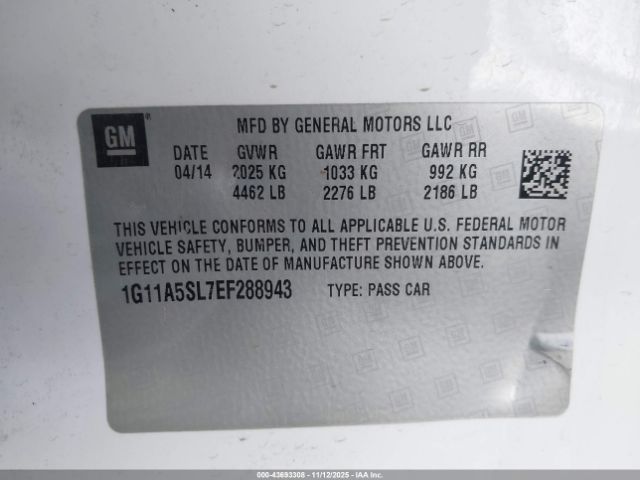 GM ®
MFD BY GENERAL MOTORS LLC
DATE GVWR GAWR FRT GAWR RR
04/14 2025 KG 1033 KG 992 KG
4462 LB 2276 LB 2186 LB
THIS VEHICLE CONFORMS TO ALL APPLICABLE U.S. FEDERAL MOTOR
VEHICLE SAFETY, BUMPER, AND THEFT PREVENTION STANDARDS IN
EFFECT ON THE DATE OF MANUFACTURE SHOWN ABOVE.
1G11A5SL7EF288943 TYPE: PASS CAR
000-43693308 - 11/12/2025 - IAA Inc.